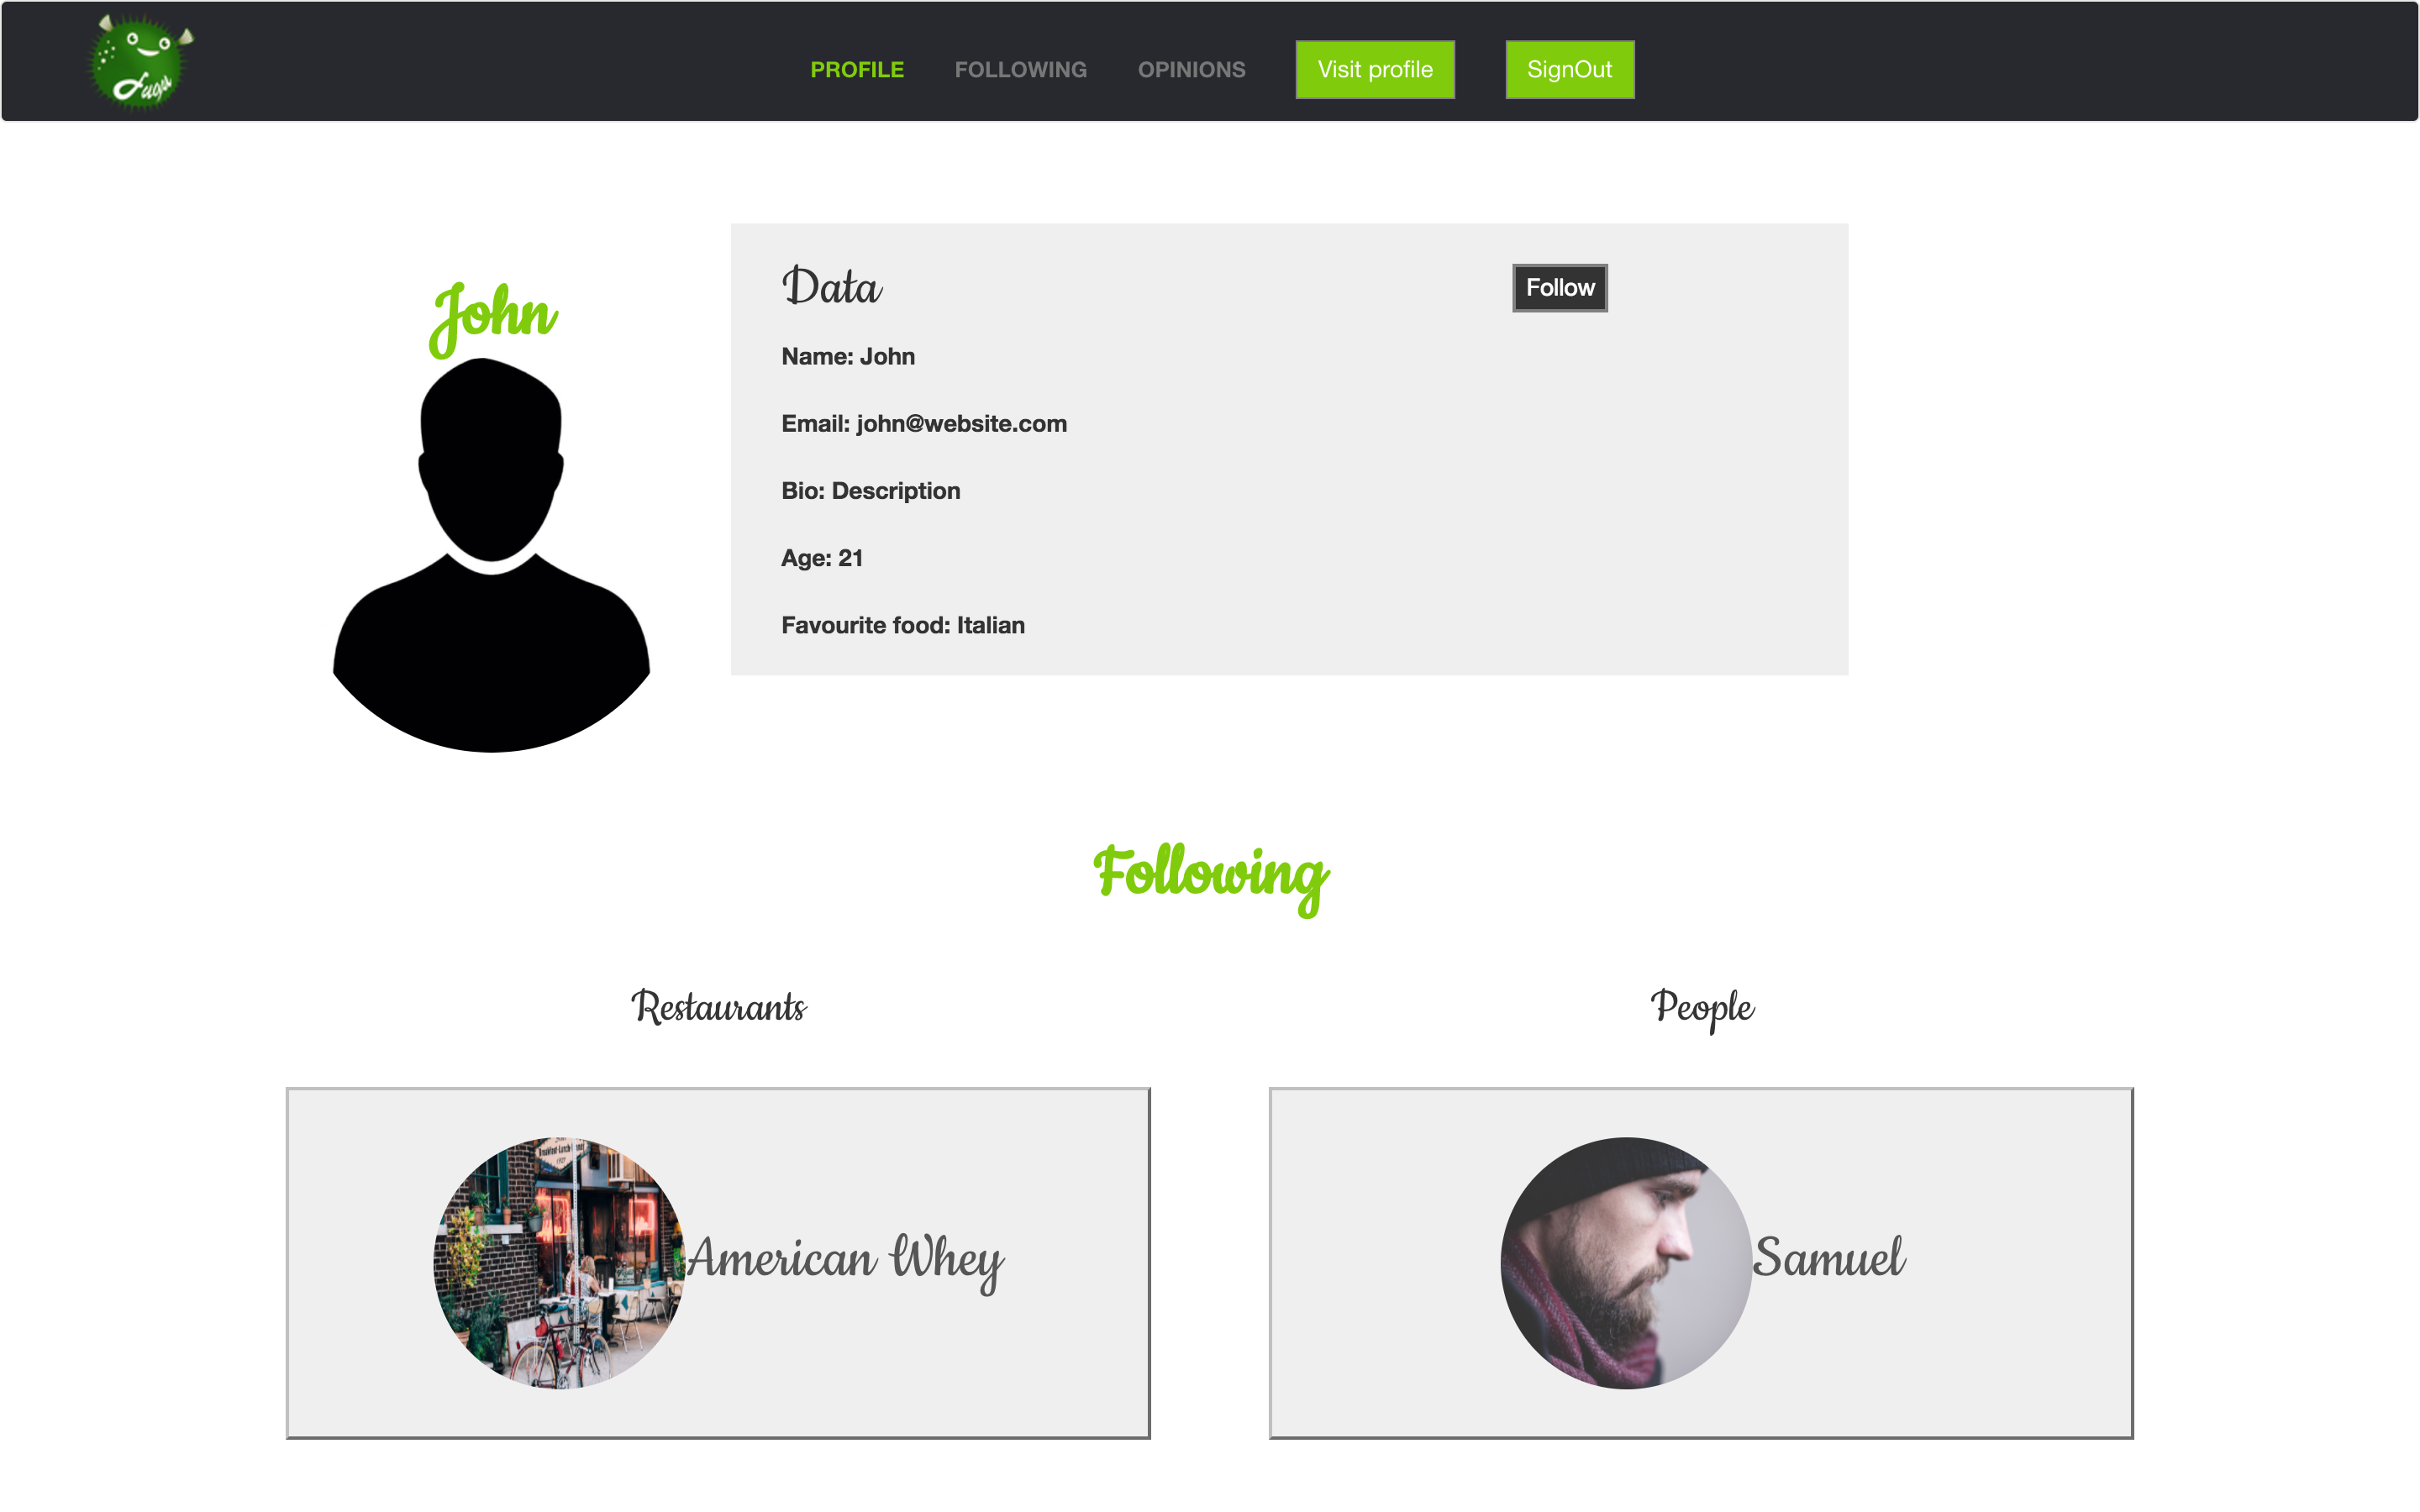 Fugu
PROFILE FOLLOWING OPINIONS Visit profile SignOut
John
Data
Follow
Name: John
Email: john@website.com
Bio: Description
Age: 21
Favourite food: Italian
Following
Restaurants
People
American Whey
Samuel